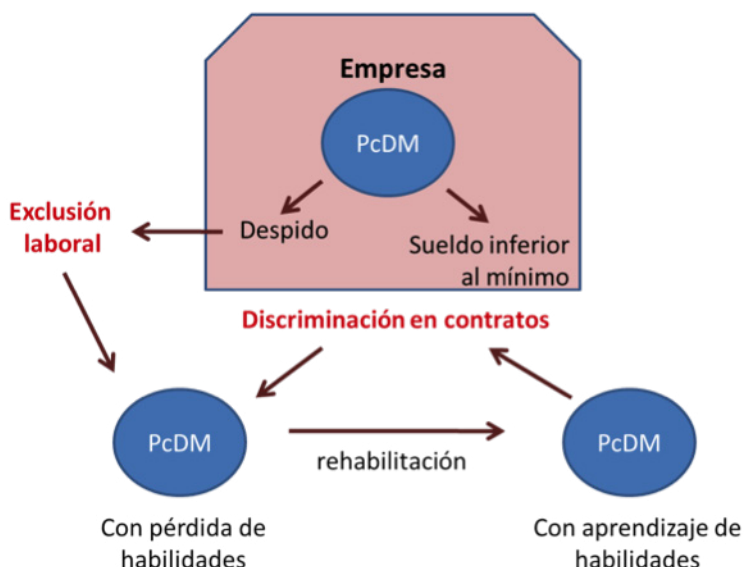 Empresa
PcDM
Exclusión
laboral
Despido
Sueldo inferior
al mínimo
Discriminación en contratos
PcDM
PcDM
rehabilitación
Con pérdida de
habilidades
Con aprendizaje de
habilidades